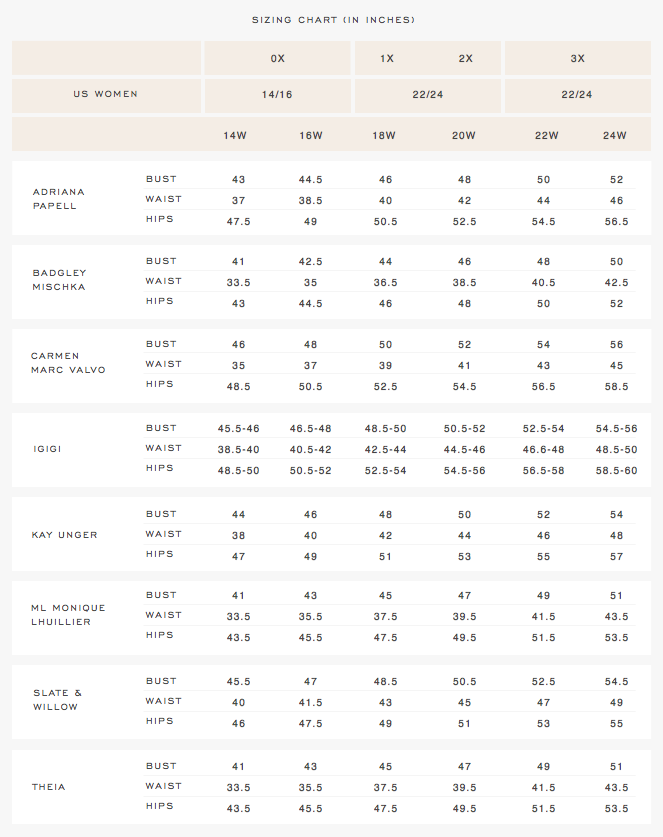 SIZING CHART (IN INCHES)
0X 1X 2X 3X
US WOMEN 14/16 22/24 22/24
14W 16W 18W 20W 22W 24W
ADRIANA PAPELL
BUST 43 44.5 46 48 50 52
WAIST 37 38.5 40 42 44 46
HIPS 47.5 49 50.5 52.5 54.5 56.5
BADGLEY MISCHKA
BUST 41 42.5 44 46 48 50
WAIST 33.5 35 36.5 38.5 40.5 42.5
HIPS 43 44.5 46 48 50 52
CARMEN MARC VALVO
BUST 46 48 50 52 54 56
WAIST 35 37 39 41 43 45
HIPS 48.5 50.5 52.5 54.5 56.5 58.5
IGIGI
BUST 45.5-46 46.5-48 48.5-50 50.5-52 52.5-54 54.5-56
WAIST 38.5-40 40.5-42 42.5-44 44.5-46 46.6-48 48.5-50
HIPS 48.5-50 50.5-52 52.5-54 54.5-56 56.5-58 58.5-60
KAY UNGER
BUST 44 46 48 50 52 54
WAIST 38 40 42 44 46 48
HIPS 47 49 51 53 55 57
ML MONIQUE LHUILLIER
BUST 41 43 45 47 49 51
WAIST 33.5 35.5 37.5 39.5 41.5 43.5
HIPS 43.5 45.5 47.5 49.5 51.5 53.5
SLATE & WILLOW
BUST 45.5 47 48.5 50.5 52.5 54.5
WAIST 40 41.5 43 45 47 49
HIPS 46 47.5 49 51 53 55
THEIA
BUST 41 43 45 47 49 51
WAIST 33.5 35.5 37.5 39.5 41.5 43.5
HIPS 43.5 45.5 47.5 49.5 51.5 53.5